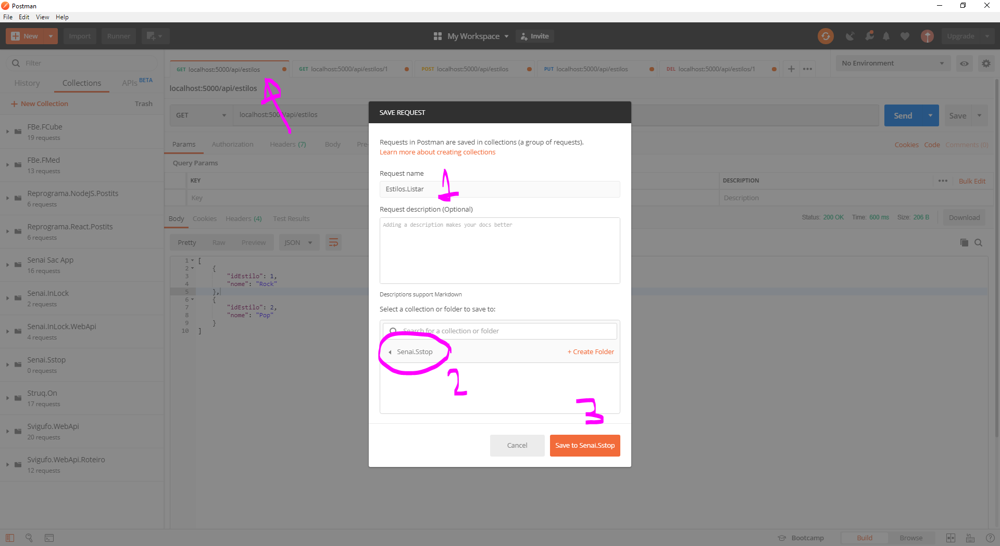 Postman
File Edit View Help
New Import Runner My Workspace Invite Upgrade
Filter
GET localhost:5000/api/estilos GET localhost:5000/api/estilos/1 POST localhost:5000/api/estilos PUT localhost:5000/api/estilos DEL localhost:5000/api/estilos/1 + ••• No Environment
History Collections APIs BETA
+ New Collection Trash
FBe.FCube
19 requests
FBe.FMed
13 requests
Reprograma.NodeJS.Postits
6 requests
Reprograma.React.Postits
6 requests
Senai Sac App
16 requests
Senai.InLock
2 requests
Senai.InLock.WebApi
4 requests
Senai.Sstop
0 requests
Struq.On
17 requests
Svigufo.WebApi
20 requests
Svigufo.WebApi.Roteiro
12 requests
localhost:5000/api/estilos
GET localhost:5000/api/estilos Send Save
Params Authorization Headers (7) Body Pre- Cookies Code Comments (0)
Query Params
KEY DESCRIPTION ••• Bulk Edit
Key Description
Body Cookies Headers (4) Test Results Status: 200 OK Time: 600 ms Size: 206 B Download
Pretty Raw Preview JSON
1 [
2 {
3 "idEstilo": 1,
4 "nome": "Rock"
5 },
6 {
7 "idEstilo": 2,
8 "nome": "Pop"
9 }
10 ]
SAVE REQUEST
Requests in Postman are saved in collections (a group of requests).
Learn more about creating collections
Request name
1
Estilos.Listar
Request description (Optional)
Adding a description makes your docs better
Descriptions support Markdown
Select a collection or folder to save to:
Search for a collection or folder
Senai.Sstop + Create Folder
2
3
Cancel Save to Senai.Sstop
Bootcamp Build Browse